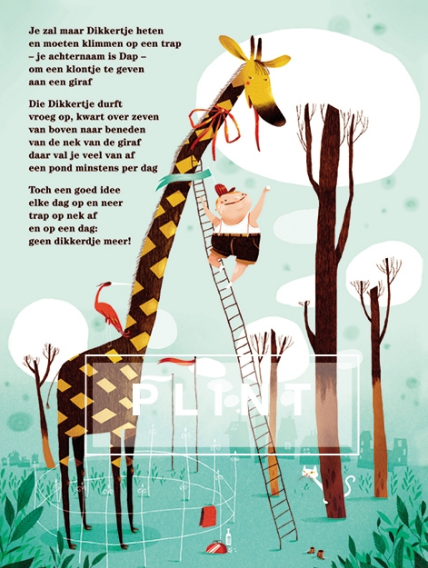 Je zal maar Dikkertje heten
en moeten klimmen op een trap
– je achternaam is Dap –
om een klontje te geven
aan een giraf
Die Dikkertje durft
vroeg op, kwart over zeven
van boven naar beneden
van de nek van de giraf
daar val je veel van af
een pond minstens per dag
Toch een goed idee
elke dag op en neer
trap op nek af
en op een dag:
geen dikkerdje meer!
PLINT